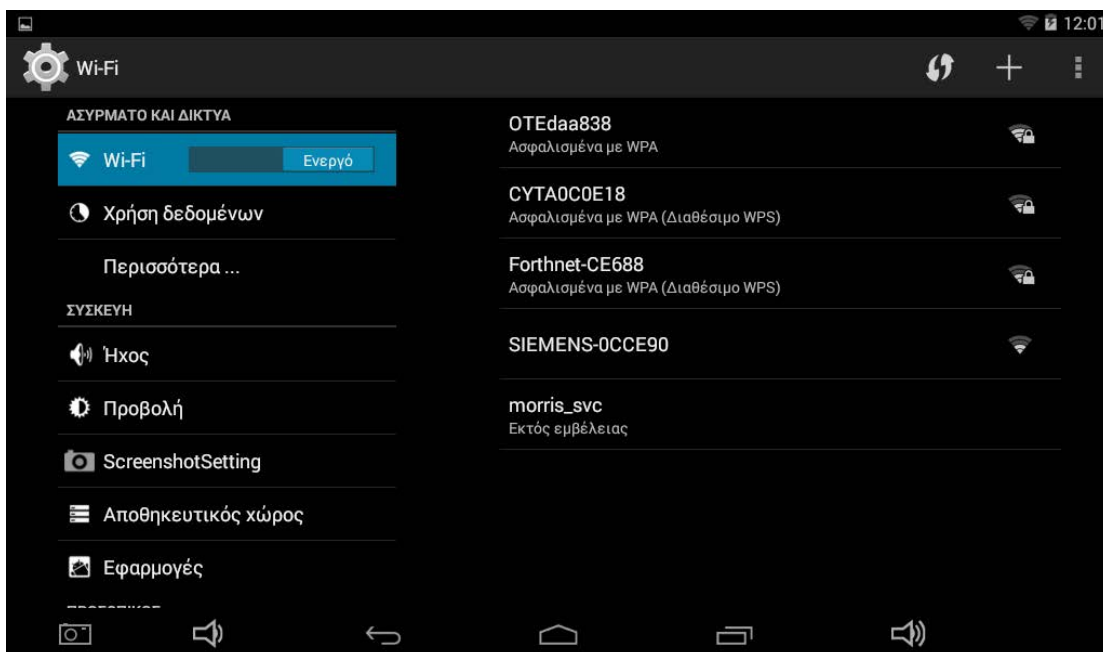 12:01
Wi-Fi
ΑΣΥΡΜΑΤΟ ΚΑΙ ΔΙΚΤΥΑ
Wi-Fi Ενεργό
Χρήση δεδομένων
Περισσότερα ...
ΣΥΣΚΕΥΗ
Ήχος
Προβολή
ScreenshotSetting
Αποθηκευτικός χώρος
Εφαρμογές
OTEdaa838
Ασφαλισμένα με WPA
CYTA0C0E18
Ασφαλισμένα με WPA (Διαθέσιμο WPS)
Forthnet-CE688
Ασφαλισμένα με WPA (Διαθέσιμο WPS)
SIEMENS-0CCE90
morris_svc
Εκτός εμβέλειας